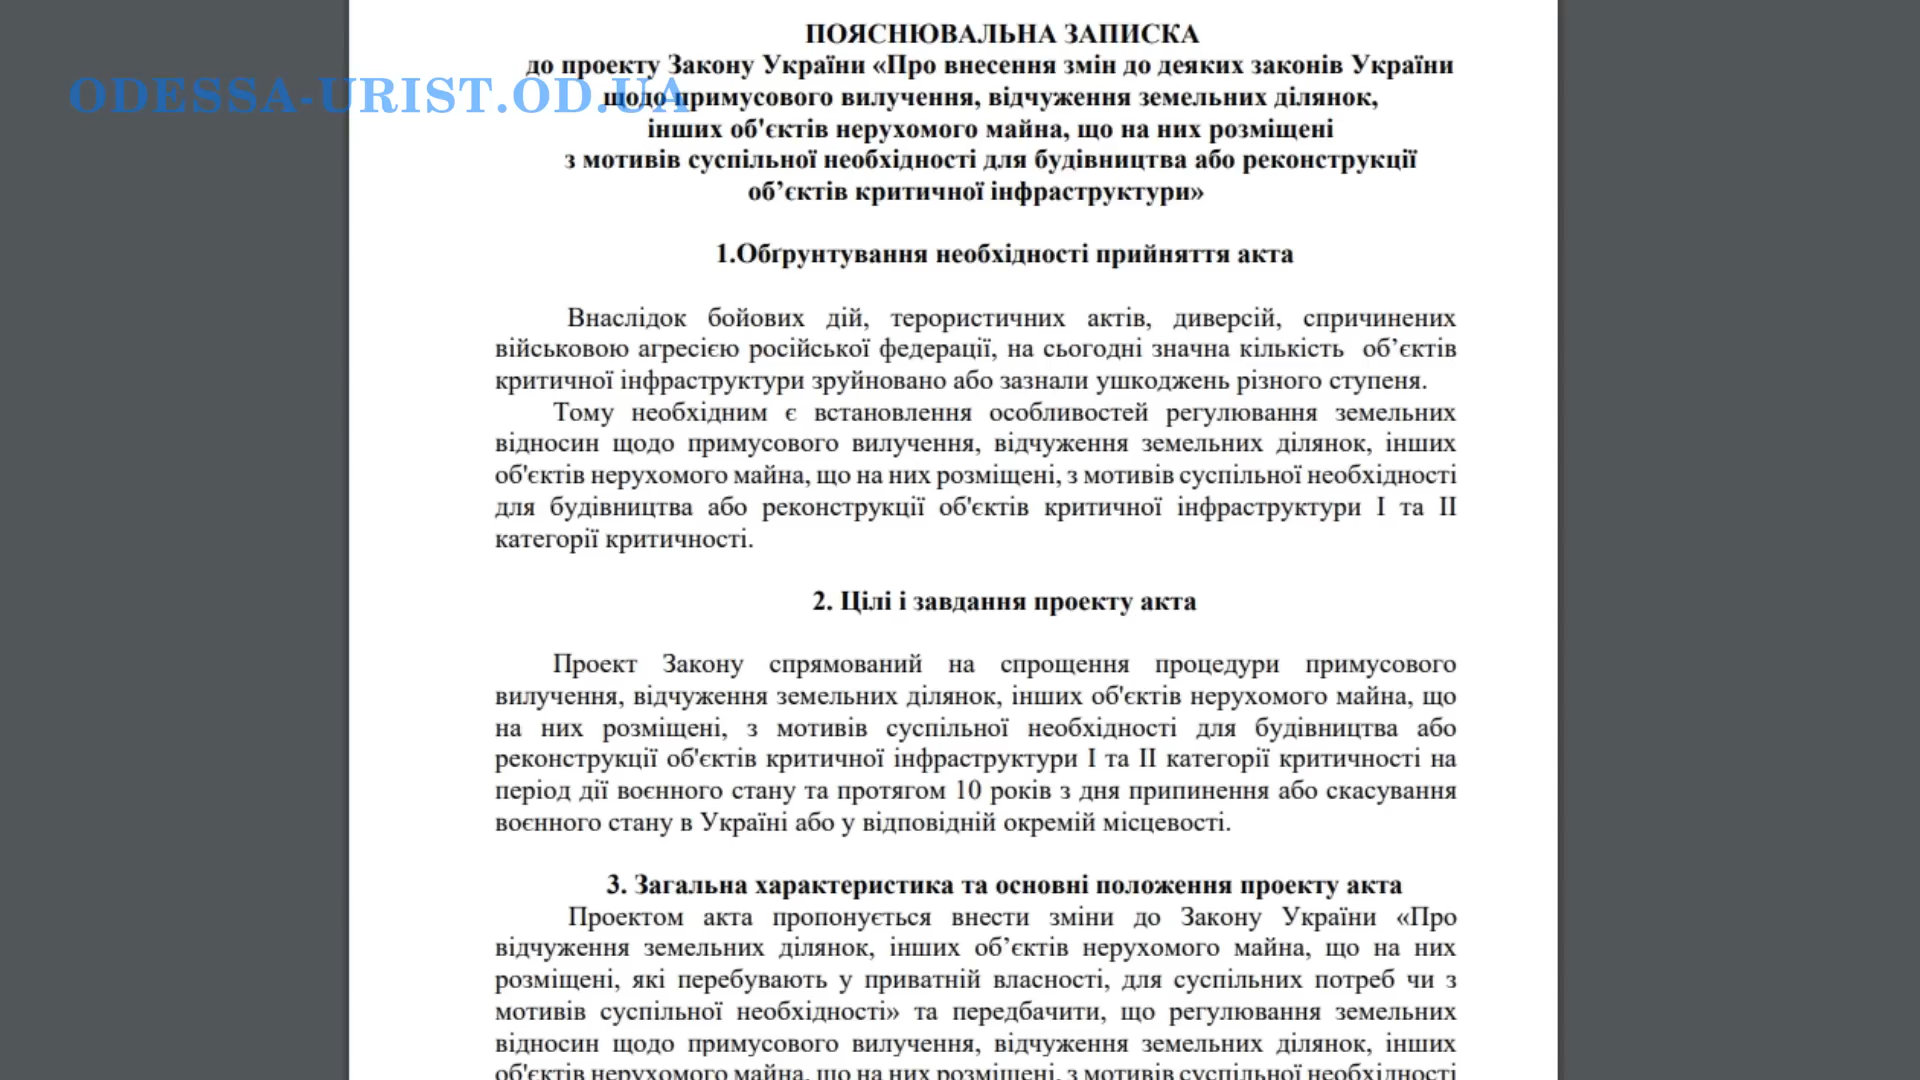 ПОЯСНЮВАЛЬНА ЗАПИСКА
до проекту Закону України «Про внесення змін до деяких законів України
ODESSA-URIST.OD.UA
щодо примусового вилучення, відчуження земельних ділянок,
інших об'єктів нерухомого майна, що на них розміщені
з мотивів суспільної необхідності для будівництва або реконструкції
об’єктів критичної інфраструктури»
1.Обґрунтування необхідності прийняття акта
Внаслідок бойових дій, терористичних актів, диверсій, спричинених
військовою агресією російської федерації, на сьогодні значна кількість об’єктів
критичної інфраструктури зруйновано або зазнали ушкоджень різного ступеня.
Тому необхідним є встановлення особливостей регулювання земельних
відносин щодо примусового вилучення, відчуження земельних ділянок, інших
об'єктів нерухомого майна, що на них розміщені, з мотивів суспільної необхідності
для будівництва або реконструкції об'єктів критичної інфраструктури І та ІІ
категорії критичності.
2. Цілі і завдання проекту акта
Проект Закону спрямований на спрощення процедури примусового
вилучення, відчуження земельних ділянок, інших об'єктів нерухомого майна, що
на них розміщені, з мотивів суспільної необхідності для будівництва або
реконструкції об'єктів критичної інфраструктури І та ІІ категорії критичності на
період дії воєнного стану та протягом 10 років з дня припинення або скасування
воєнного стану в Україні або у відповідній окремій місцевості.
3. Загальна характеристика та основні положення проекту акта
Проектом акта пропонується внести зміни до Закону України «Про
відчуження земельних ділянок, інших об’єктів нерухомого майна, що на них
розміщені, які перебувають у приватній власності, для суспільних потреб чи з
мотивів суспільної необхідності» та передбачити, що регулювання земельних
відносин щодо примусового вилучення, відчуження земельних ділянок, інших
об'єктів нерухомого майна, що на них розміщені, з мотивів суспільної необхідності